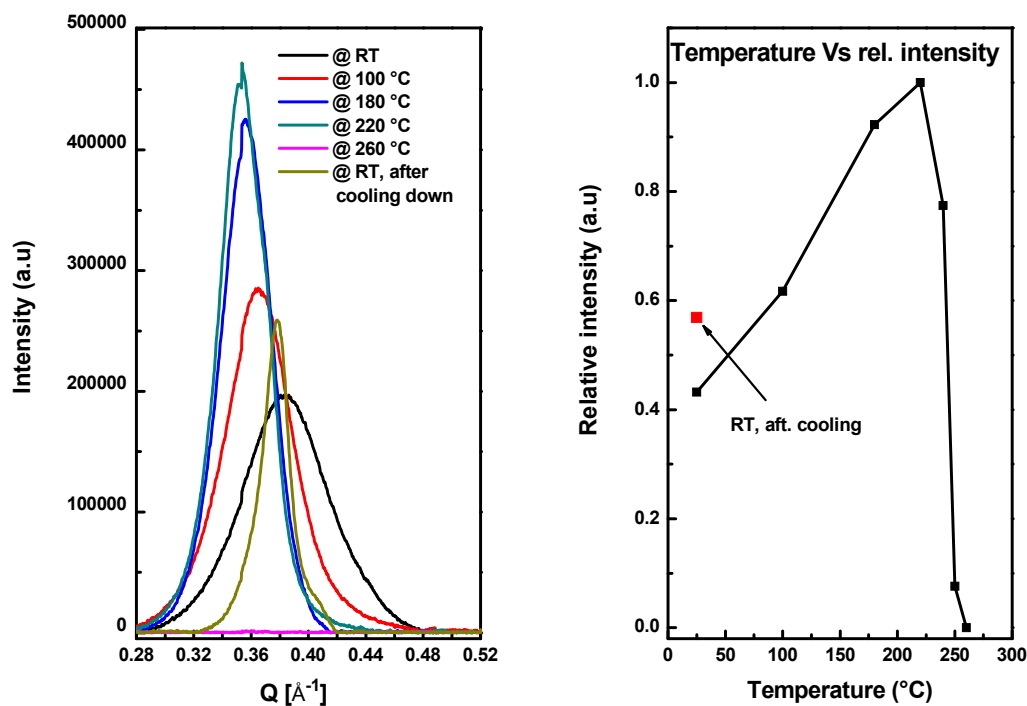 500000
400000
300000
200000
100000
0
0.28
0.32
0.36
0.40
0.44
0.48
0.52
Intensity (a.u)
Q [Å-1]
@ RT
@ 100 °C
@ 180 °C
@ 220 °C
@ 260 °C
@ RT, after
cooling down
Temperature Vs rel. intensity
1.0
0.8
0.6
0.4
0.2
0.0
0
50
100
150
200
250
300
Relative intensity (a.u)
Temperature (°C)
RT, aft. cooling